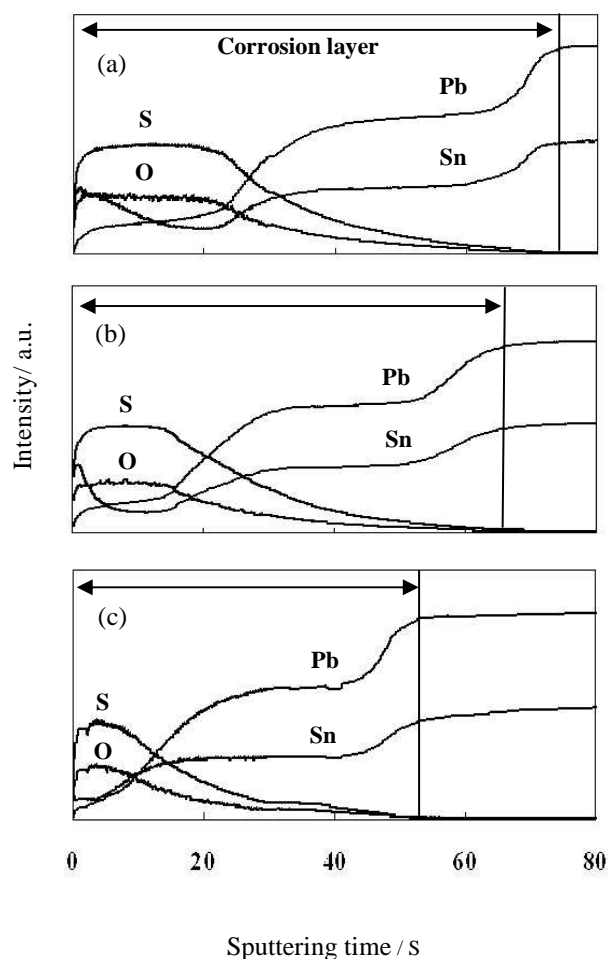 Corrosion layer
(a)
Pb
S
O
Sn
(b)
Pb
S
Sn
O
(c)
Pb
S
Sn
O
Intensity/ a.u.
0 20 40 60 80
Sputtering time / S